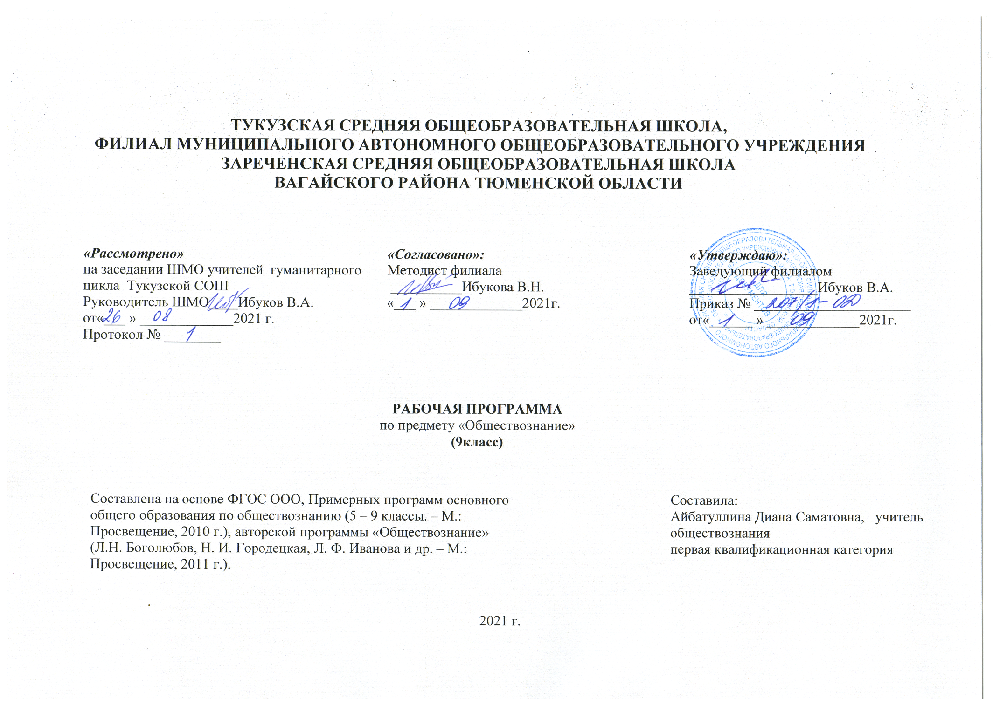 ТУКУЗСКАЯ СРЕДНЯЯ ОБЩЕОБРАЗОВАТЕЛЬНАЯ ШКОЛА,
ФИЛИАЛ МУНИЦИПАЛЬНОГО АВТОНОМНОГО ОБЩЕОБРАЗОВАТЕЛЬНОГО УЧРЕЖДЕНИЯ
ЗАРЕЧЕНСКАЯ СРЕДНЯЯ ОБЩЕОБРАЗОВАТЕЛЬНАЯ ШКОЛА
ВАГАЙСКОГО РАЙОНА ТЮМЕНСКОЙ ОБЛАСТИ
«Рассмотрено»
на заседании ШМО учителей гуманитарного
цикла Тукузской СОШ
Руководитель ШМО____Ибуков В.А.
от«26 » 08 2021 г.
Протокол № 1
«Согласовано»:
Методист филиала
__________Ибукова В.Н.
« 1 » 09 2021г.
«Утверждаю»:
Заведующий филиалом
_______________Ибуков В.А.
Приказ № 207/1- ОД
от« 1 » 09 2021г.
ДЛЯ
ДОКУМЕНТОВ
РАБОЧАЯ ПРОГРАММА
по предмету «Обществознание»
(9класс)
Составлена на основе ФГОС ООО, Примерных программ основного
общего образования по обществознанию (5 – 9 классы. – М.:
Просвещение, 2010 г.), авторской программы «Обществознание»
(Л.Н. Боголюбов, Н. И. Городецкая, Л. Ф. Иванова и др. – М.:
Просвещение, 2011 г.).
Составила:
Айбатуллина Диана Саматовна, учитель
обществознания
первая квалификационная категория
2021 г.